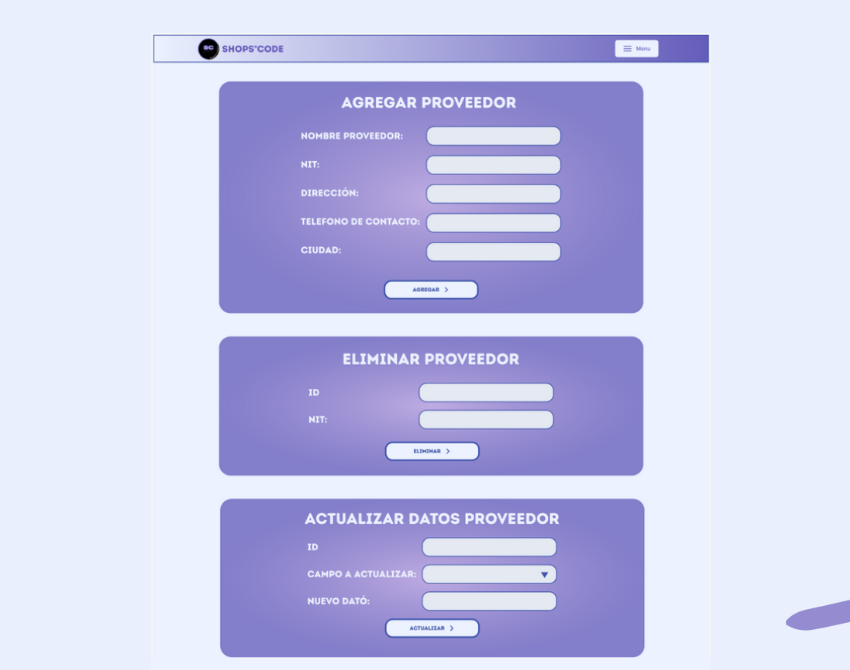 SC SHOPS"CODE Menu
AGREGAR PROVEEDOR
NOMBRE PROVEEDOR:
NIT:
DIRECCIÓN:
TELEFONO DE CONTACTO:
CIUDAD:
AGREGAR
ELIMINAR PROVEEDOR
ID
NIT:
ELIMINAR
ACTUALIZAR DATOS PROVEEDOR
ID
CAMPO A ACTUALIZAR:
NUEVO DATÓ:
ACTUALIZAR